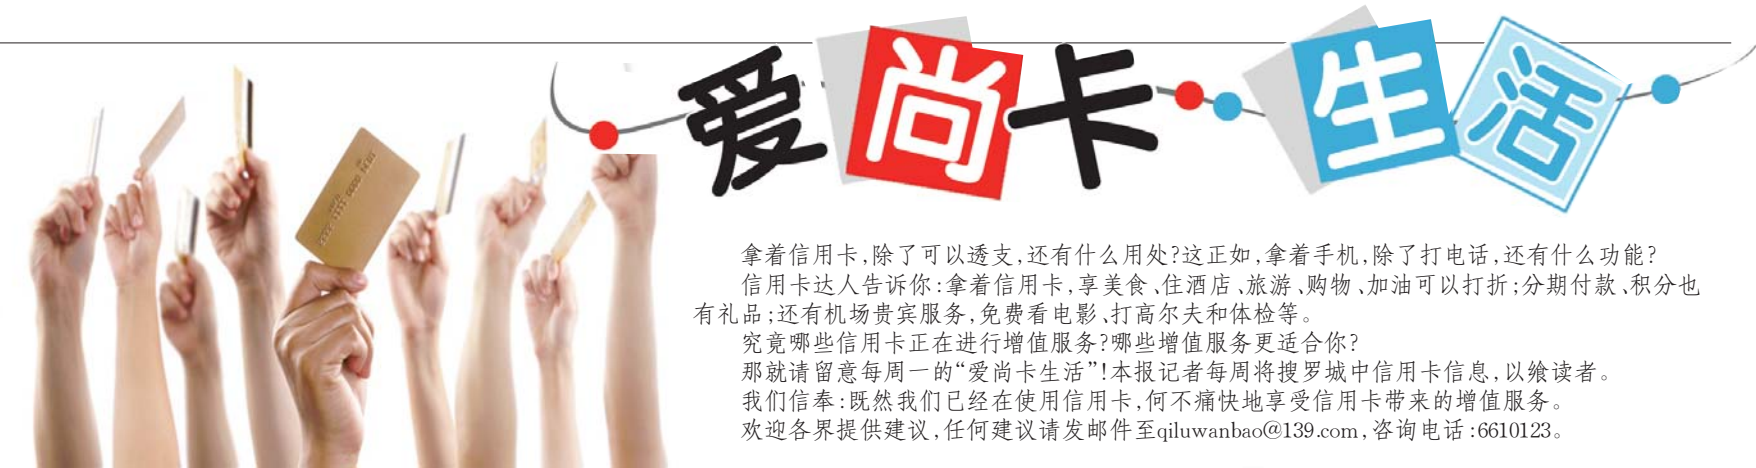 爱尚卡生活
拿着信用卡,除了可以透支,还有什么用处?这正如,拿着手机,除了打电话,还有什么功能?
信用卡达人告诉你:拿着信用卡,享美食、住酒店、旅游、购物、加油可以打折;分期付款、积分也
有礼品;还有机场贵宾服务,免费看电影、打高尔夫和体检等。
究竟哪些信用卡正在进行增值服务?哪些增值服务更适合你?
那就请留意每周一的“爱尚卡生活”!本报记者每周将搜罗城中信用卡信息,以飨读者。
我们信奉:既然我们已经在使用信用卡,何不痛快地享受信用卡带来的增值服务。
欢迎各界提供建议,任何建议请发邮件至qiluwanbao@139.com,咨询电话:6610123。